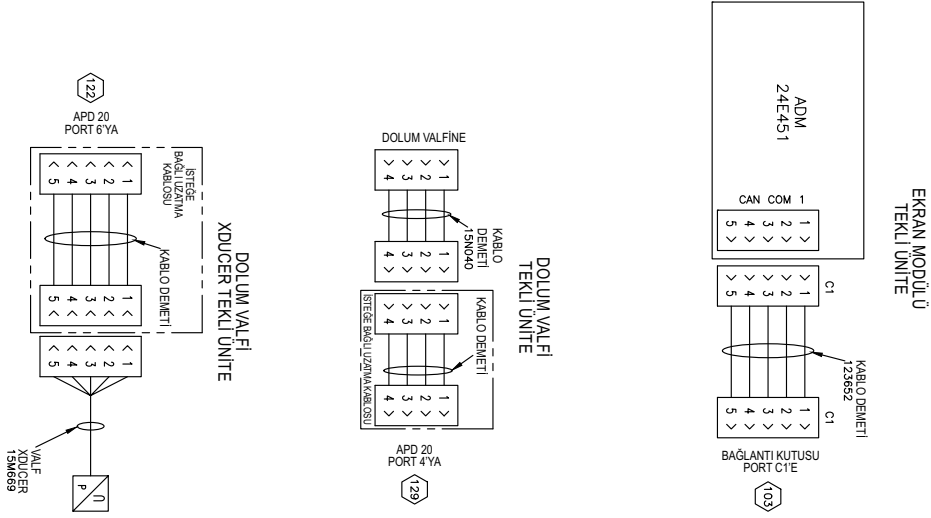 EKRAN MODÜLÜ
TEKLİ ÜNİTE
ADM
24E451
CAN COM 1
5 4 3 2 1
C1
5 4 3 2 1
KABLO DEMETİ
123652
C1
5 4 3 2 1
BAĞLANTI KUTUSU
PORT C1'E
103
DOLUM VALFİ
TEKLİ ÜNİTE
DOLUM VALFİNE
4 3 2 1
KABLO
DEMETİ
15N040
4 3 2 1
4 3 2 1
KABLO DEMETİ
İSTEĞE BAĞLI UZATMA KABLOSU
4 3 2 1
APD 20
PORT 4'YA
129
DOLUM VALFİ
XDUCER TEKLİ ÜNİTE
122
APD 20
PORT 6'YA
İSTEĞE
BAĞLI UZATMA
KABLOSU
5 4 3 2 1
KABLO DEMETİ
5 4 3 2 1
5 4 3 2 1
VALF
XDUCER
15M669
P